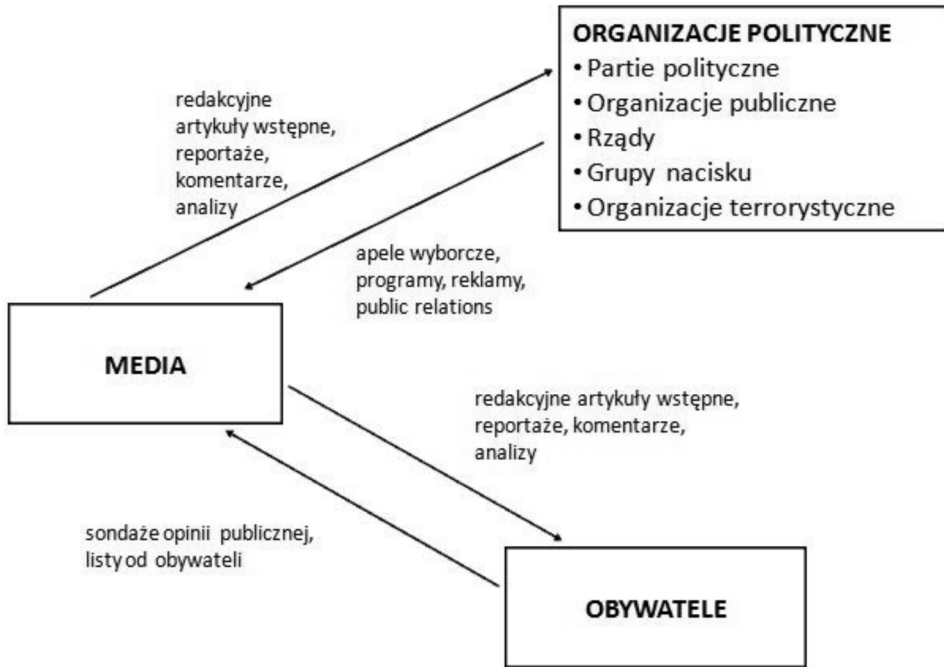 ORGANIZACJE POLITYCZNE
• Partie polityczne
• Organizacje publiczne
• Rządy
• Grupy nacisku
• Organizacje terrorystyczne
redakcyjne
artykuły wstępne,
reportaże,
komentarze,
analizy
apele wyborcze,
programy, reklamy,
public relations
MEDIA
redakcyjne artykuły wstępne,
reportaże, komentarze,
analizy
sondaże opinii publicznej,
listy od obywateli
OBYWATELE